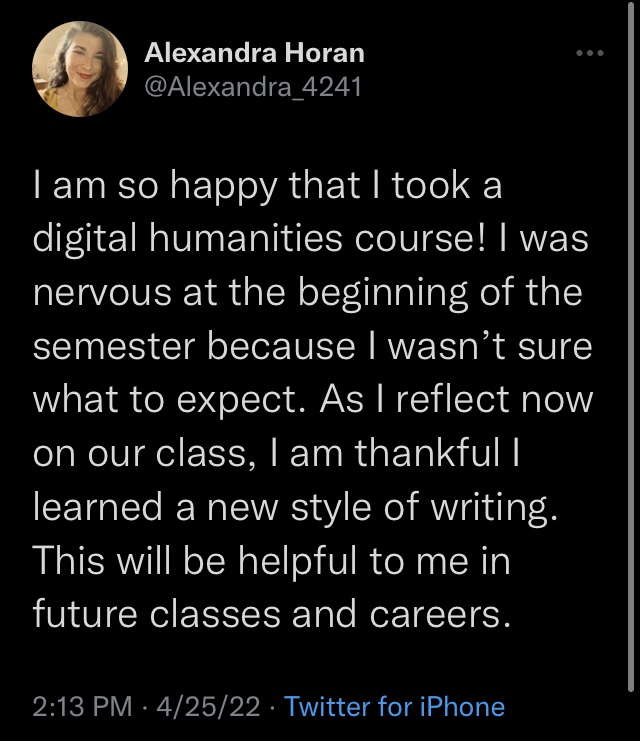 Alexandra Horan
@Alexandra_4241
I am so happy that I took a
digital humanities course! I was
nervous at the beginning of the
semester because I wasn’t sure
what to expect. As I reflect now
on our class, I am thankful I
learned a new style of writing.
This will be helpful to me in
future classes and careers.
2:13 PM · 4/25/22 · Twitter for iPhone